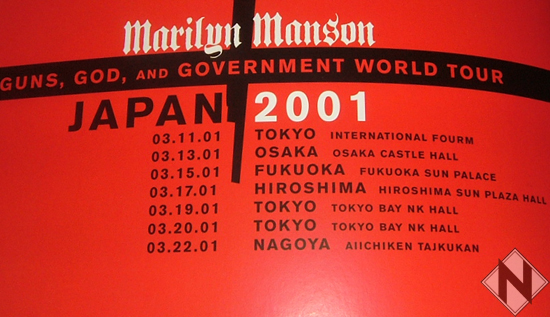 Marilyn Manson
GUNS, GOD, AND GOVERNMENT WORLD TOUR
JAPAN 2001
03.11.01 TOKYO INTERNATIONAL FOURM
03.13.01 OSAKA OSAKA CASTLE HALL
03.15.01 FUKUOKA FUKUOKA SUN PALACE
03.17.01 HIROSHIMA HIROSHIMA SUN PLAZA HALL
03.19.01 TOKYO TOKYO BAY NK HALL
03.20.01 TOKYO TOKYO BAY NK HALL
03.22.01 NAGOYA AIICHIKEN TAJKUKAN
N